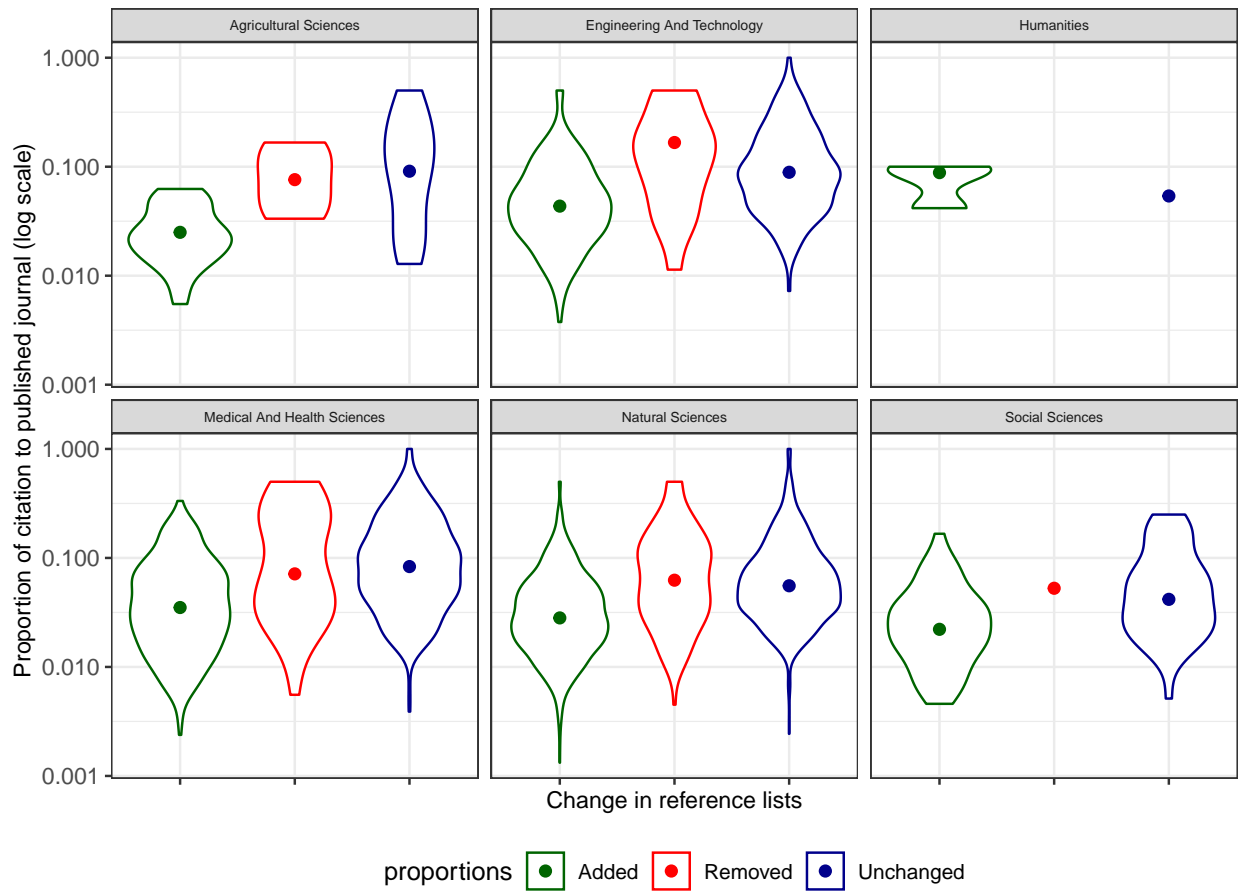 Agricultural Sciences
Engineering And Technology
Humanities
1.000
0.100
0.010
0.001
Medical And Health Sciences
Natural Sciences
Social Sciences
1.000
0.100
0.010
0.001
Proportion of citation to published journal (log scale)
Change in reference lists
proportions Added Removed Unchanged